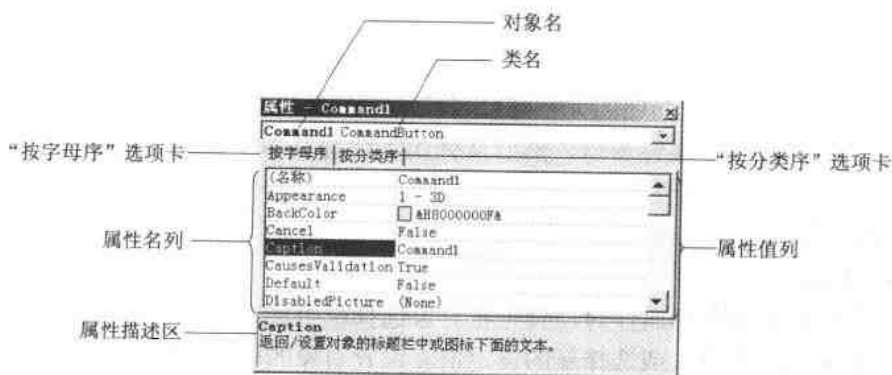 对象名
类名
属性 - Command1
Command1 CommandButton
“按字母序”选项卡
按字母序 按分类序
“按分类序”选项卡
(名称) Command1
Appearance 1 - 3D
BackColor &H8000000F&
Cancel False
属性名列
Caption Command1
属性值列
CausesValidation True
Default False
DisabledPicture (None)
属性描述区
Caption
返回/设置对象的标题栏中或图标下面的文本。